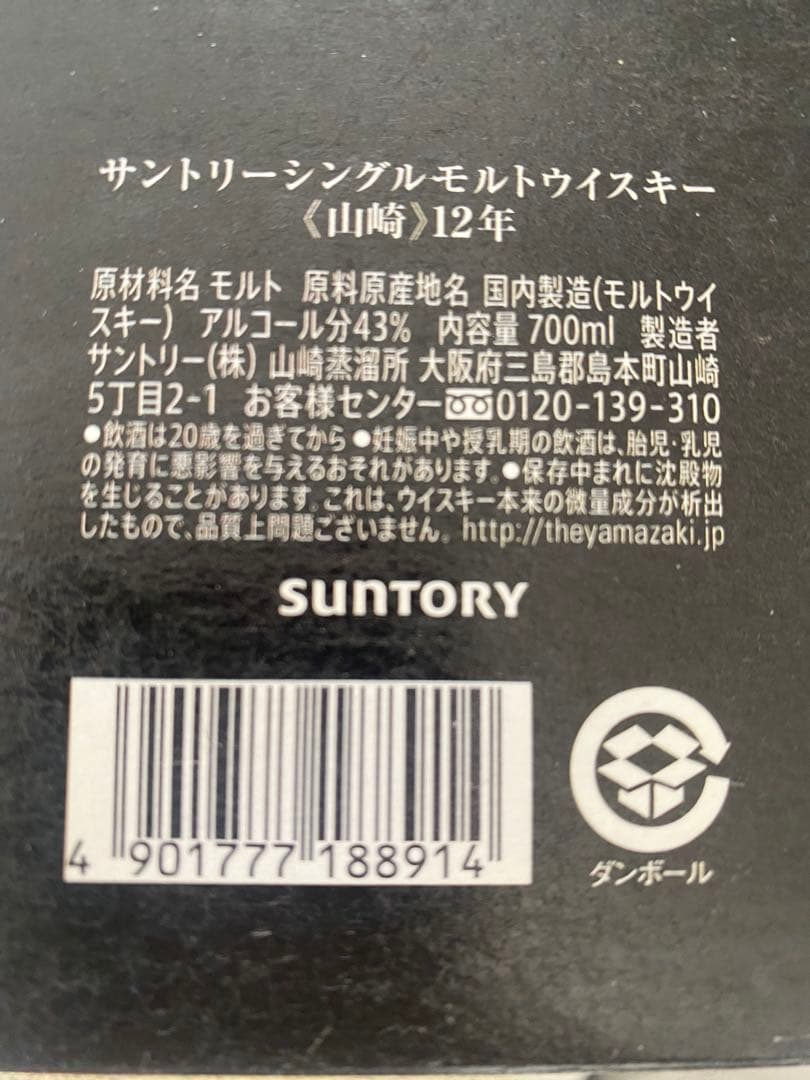 サントリーシングルモルトウイスキー
《山崎》12年
原材料名 モルト 原料原産地名 国内製造(モルトウイ
スキー) アルコール分43% 内容量 700ml 製造者
サントリー(株) 山崎蒸溜所 大阪府三島郡島本町山崎
5丁目2-1 お客様センター 0120-139-310
●飲酒は20歳を過ぎてから ●妊娠中や授乳期の飲酒は、胎児・乳児
の発育に悪影響を与えるおそれがあります。●保存中まれに沈殿物
を生じることがあります。これは、ウイスキー本来の微量成分が析出
したもので、品質上問題ございません。 http://theyamazaki.jp
SUNTORY
4 901777 188914
ダンボール